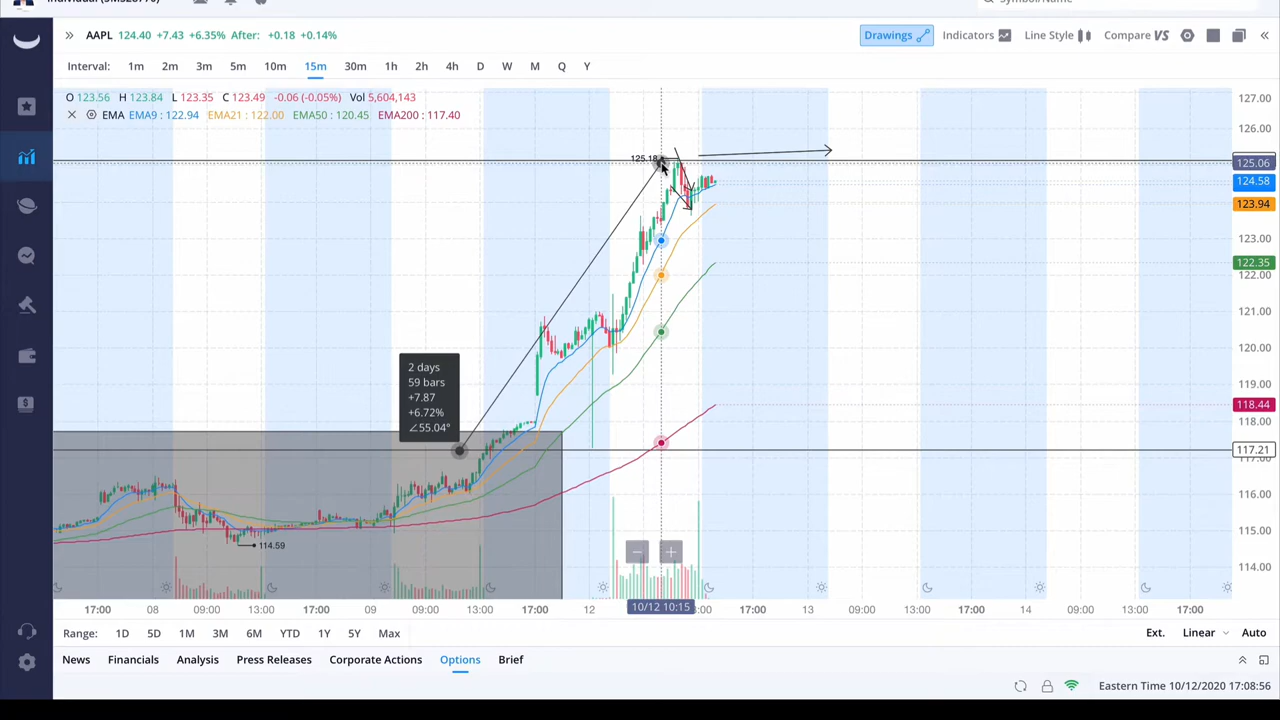 AAPL 124.40 +7.43 +6.35% After: +0.18 +0.14% Drawings Indicators Line Style Compare VS
Interval: 1m 2m 3m 5m 10m 15m 30m 1h 2h 4h D W M Q Y
O 123.56 H 123.84 L 123.35 C 123.49 -0.06 (-0.05%) Vol 5,604,143
EMA EMA9 : 122.94 EMA21 : 122.00 EMA50 : 120.45 EMA200 : 117.40
127.00
126.00
125.18
125.06
124.58
123.94
123.00
122.35
122.00
121.00
120.00
119.00
118.44
118.00
117.21
117.00
116.00
115.00
114.00
2 days
59 bars
+7.87
+6.72%
∠55.04°
114.59
17:00 08 09:00 13:00 17:00 09 09:00 13:00 17:00 12 10/12 10:15 17:00 13 09:00 13:00 17:00 14 09:00 13:00 17:00
Range: 1D 5D 1M 3M 6M YTD 1Y 5Y Max Ext. Linear Auto
News Financials Analysis Press Releases Corporate Actions Options Brief
Eastern Time 10/12/2020 17:08:56